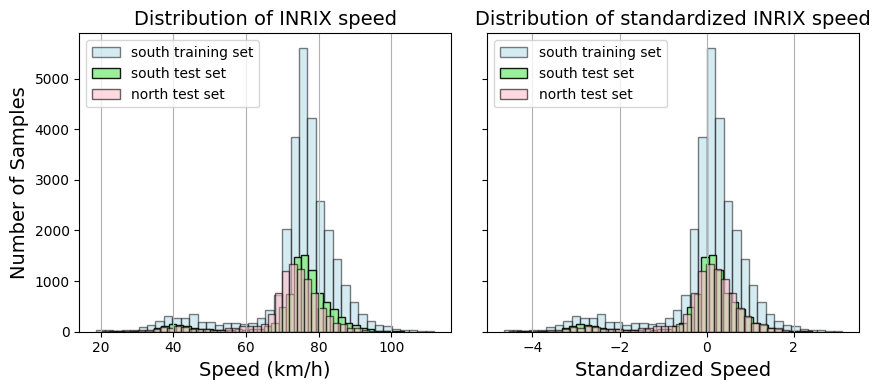 Distribution of INRIX speed
Distribution of standardized INRIX speed
Number of Samples
5000
4000
3000
2000
1000
0
south training set
south test set
north test set
20 40 60 80 100
Speed (km/h)
south training set
south test set
north test set
−4 −2 0 2
Standardized Speed